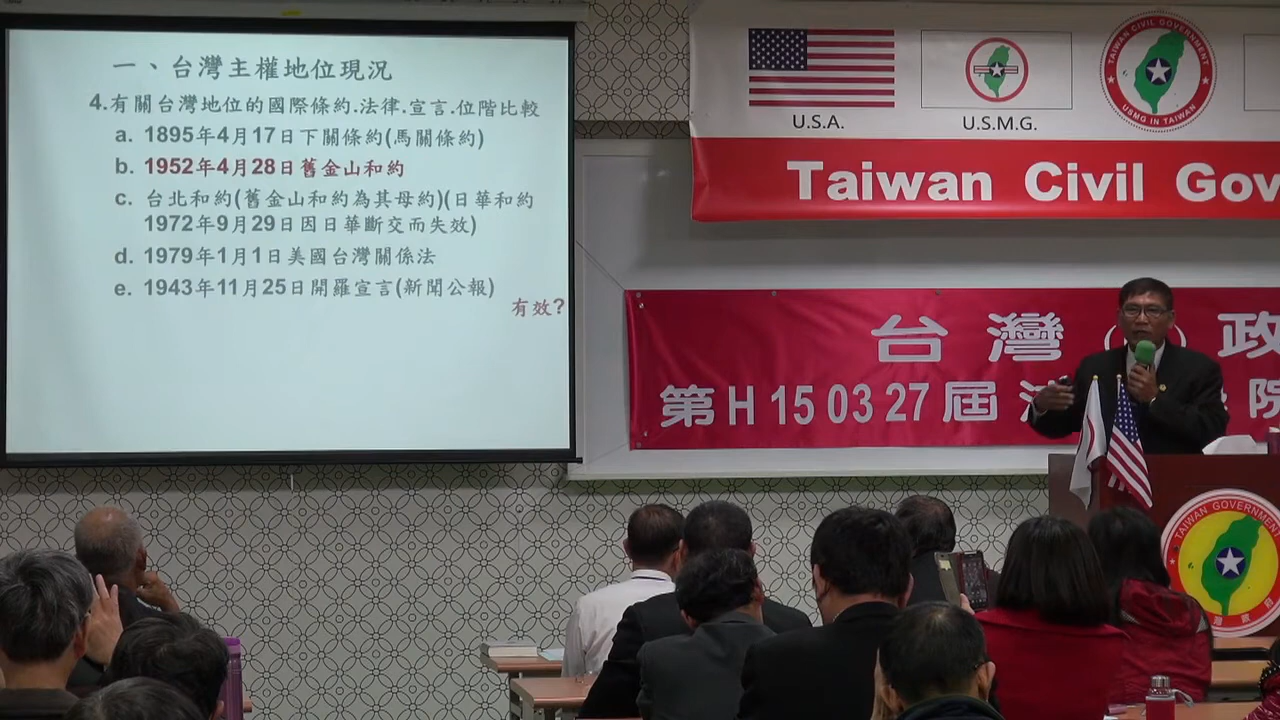 一、台灣主權地位現況
4.有關台灣地位的國際條約.法律.宣言.位階比較
a. 1895年4月17日下關條約(馬關條約)
b. 1952年4月28日舊金山和約
c. 台北和約(舊金山和約為其母約)(日華和約
1972年9月29日因日華斷交而失效)
d. 1979年1月1日美國台灣關係法
e. 1943年11月25日開羅宣言(新聞公報)
有效?
U.S.A.
U.S.M.G.
TAIWAN CIVIL GOVERNMENT
USMG IN TAIWAN
Taiwan Civil Gov
台灣 政
第H150327屆 院
TAIWAN GOVERNMENT